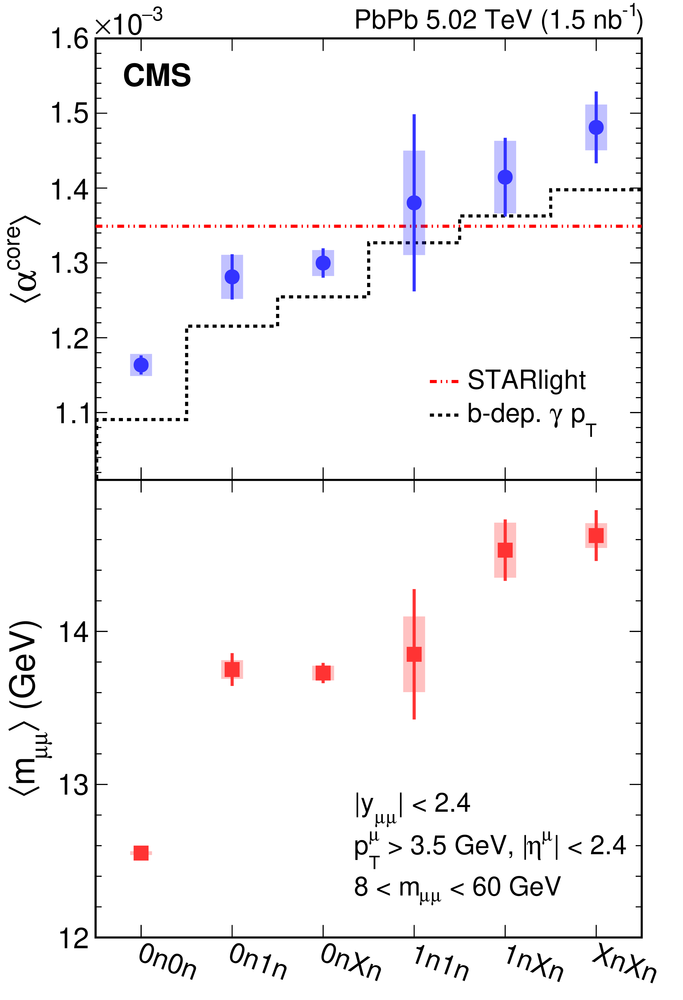 ×10⁻³ PbPb 5.02 TeV (1.5 nb⁻¹)
CMS
1.6
1.5
1.4
1.3
1.2
1.1
⟨α^core⟩
STARlight
b-dep. γ p_T
14
13
12
⟨m_μμ⟩ (GeV)
|y_μμ| < 2.4
p_T^μ > 3.5 GeV, |η^μ| < 2.4
8 < m_μμ < 60 GeV
0n0n 0n1n 0nXn 1n1n 1nXn XnXn